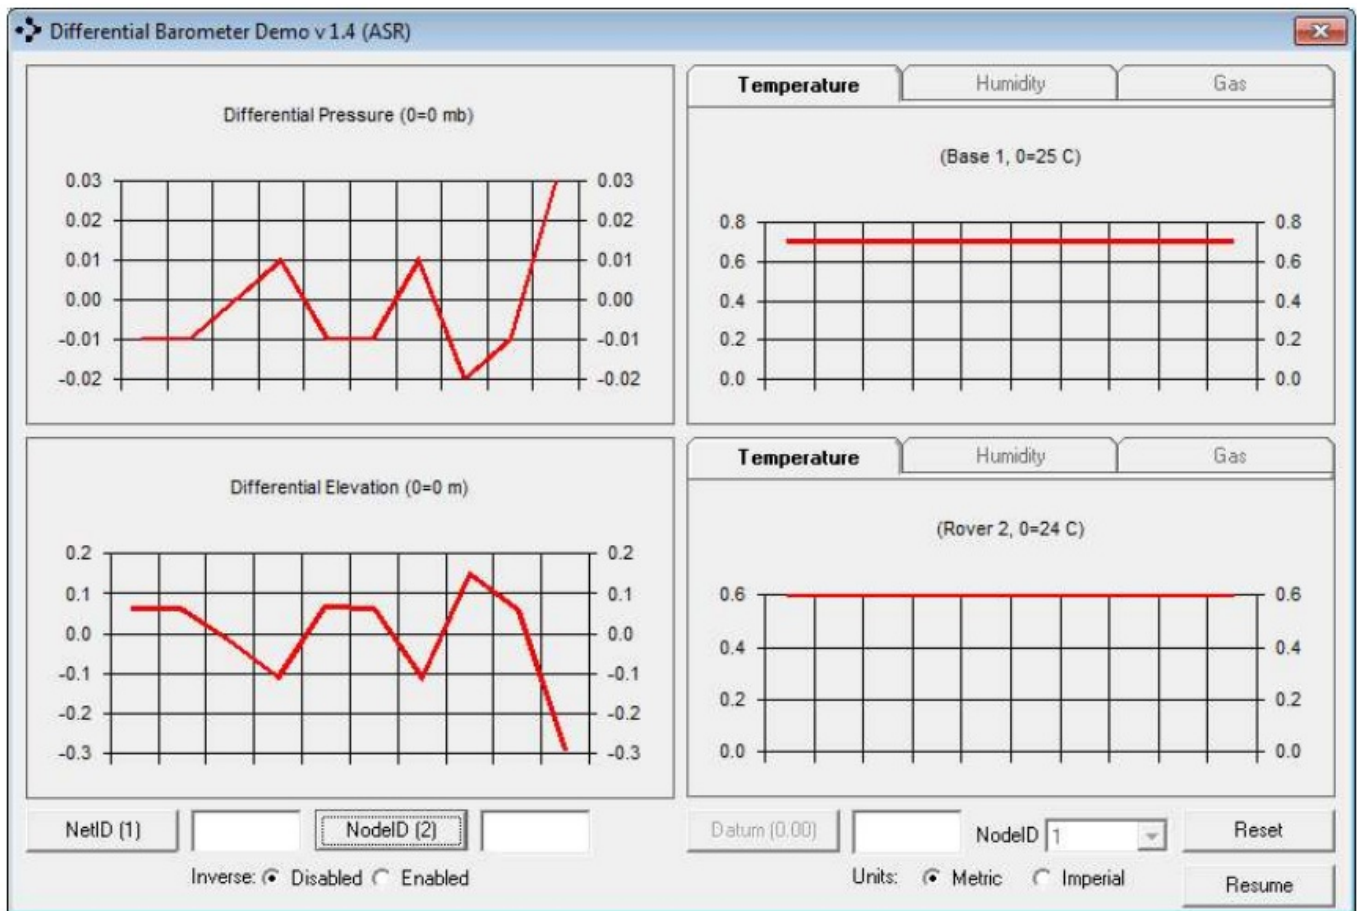 Differential Barometer Demo v 1.4 (ASR)
Differential Pressure (0=0 mb)
0.03 0.03
0.02 0.02
0.01 0.01
0.00 0.00
-0.01 -0.01
-0.02 -0.02
Temperature Humidity Gas
(Base 1, 0=25 C)
0.8 0.8
0.6 0.6
0.4 0.4
0.2 0.2
0.0 0.0
Differential Elevation (0=0 m)
0.2 0.2
0.1 0.1
0.0 0.0
-0.1 -0.1
-0.2 -0.2
-0.3 -0.3
Temperature Humidity Gas
(Rover 2, 0=24 C)
0.6 0.6
0.4 0.4
0.2 0.2
0.0 0.0
NetID (1) NodeID (2) Datum (0.00) NodeID 1 Reset
Inverse: Disabled Enabled Units: Metric Imperial Resume